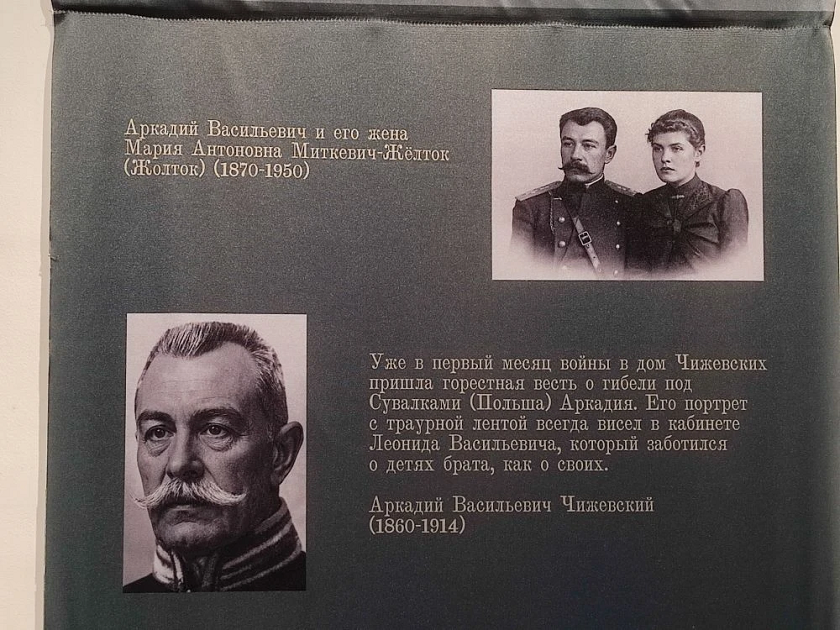 Аркадий Васильевич и его жена
Мария Антоновна Миткевич-Жёлток
(Жолток) (1870-1950)
Уже в первый месяц войны в дом Чижевских
пришла горестная весть о гибели под
Сувалками (Польша) Аркадия. Его портрет
с траурной лентой всегда висел в кабинете
Леонида Васильевича, который заботился
о детях брата, как о своих.
Аркадий Васильевич Чижевский
(1860-1914)